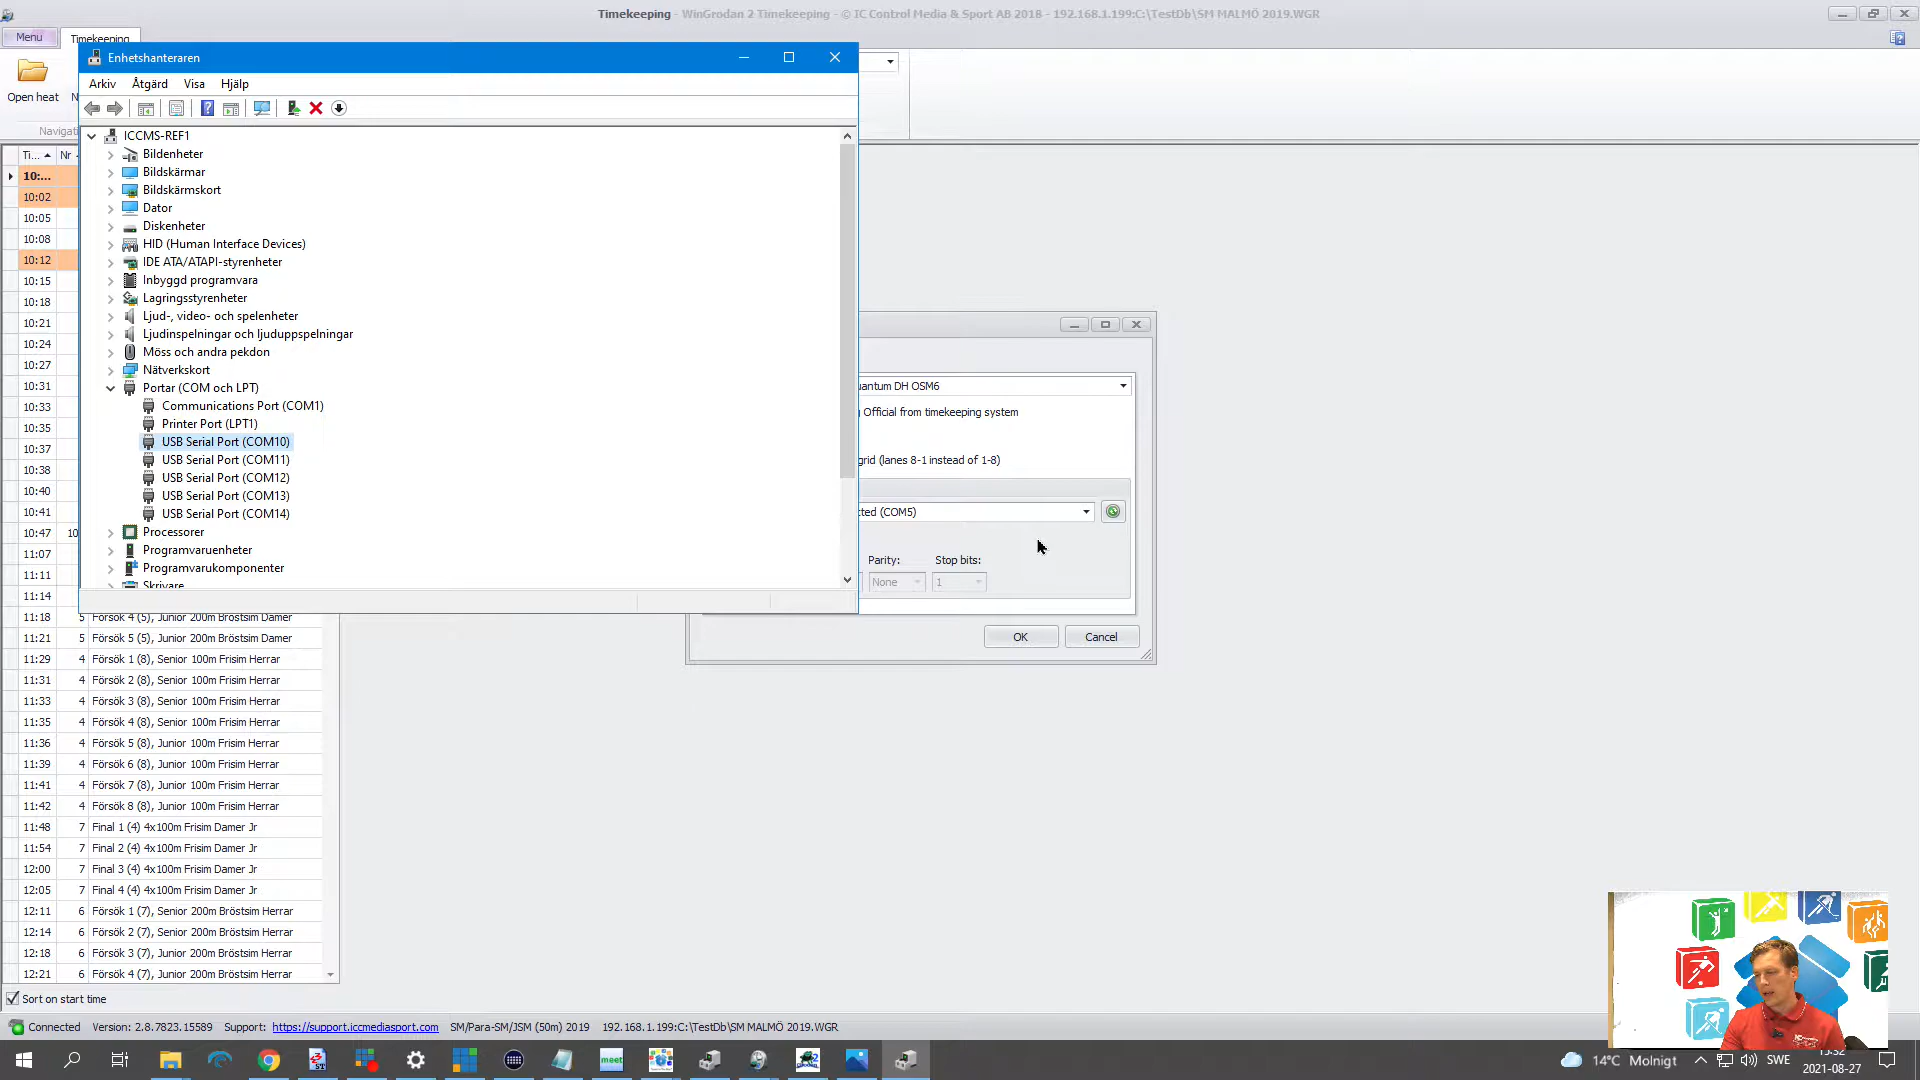 Timekeeping - WinGrodan 2 Timekeeping - © IC Control Media & Sport AB 2018 - 192.168.1.199:C:\TestDb\SM MALMÖ 2019.WGR
Menu Timekeeping
Enhetshanteraren
Arkiv Åtgärd Visa Hjälp
Open heat
ICCMS-REF1
Bildenheter
Bildskärmar
Bildskärmskort
Dator
Diskenheter
HID (Human Interface Devices)
IDE ATA/ATAPI-styrenheter
Inbyggd programvara
Lagringsstyrenheter
Ljud-, video- och spelenheter
Ljudinspelningar och ljuduppspelningar
Möss och andra pekdon
Nätverkskort
Portar (COM och LPT)
Communications Port (COM1)
Printer Port (LPT1)
USB Serial Port (COM10)
USB Serial Port (COM11)
USB Serial Port (COM12)
USB Serial Port (COM13)
USB Serial Port (COM14)
Processorer
Programvaruenheter
Programvarukomponenter
Skrivare
Ti... Nr
10:...
10:02
10:05
10:08
10:12
10:15
10:18
10:21
10:24
10:27
10:31
10:33
10:35
10:37
10:38
10:40
10:41
10:47 10
11:07
11:11
11:14
11:18 5 Försök 4 (5), Junior 200m Bröstsim Damer
11:21 5 Försök 5 (5), Junior 200m Bröstsim Damer
11:29 4 Försök 1 (8), Senior 100m Frisim Herrar
11:31 4 Försök 2 (8), Senior 100m Frisim Herrar
11:33 4 Försök 3 (8), Senior 100m Frisim Herrar
11:35 4 Försök 4 (8), Senior 100m Frisim Herrar
11:36 4 Försök 5 (8), Junior 100m Frisim Herrar
11:39 4 Försök 6 (8), Junior 100m Frisim Herrar
11:41 4 Försök 7 (8), Junior 100m Frisim Herrar
11:42 4 Försök 8 (8), Junior 100m Frisim Herrar
11:48 7 Final 1 (4) 4x100m Frisim Damer Jr
11:54 7 Final 2 (4) 4x100m Frisim Damer Jr
12:00 7 Final 3 (4) 4x100m Frisim Damer Jr
12:05 7 Final 4 (4) 4x100m Frisim Damer Jr
12:11 6 Försök 1 (7), Senior 200m Bröstsim Herrar
12:14 6 Försök 2 (7), Senior 200m Bröstsim Herrar
12:18 6 Försök 3 (7), Junior 200m Bröstsim Herrar
12:21 6 Försök 4 (7), Junior 200m Bröstsim Herrar
uantum DH OSM6
Official from timekeeping system
grid (lanes 8-1 instead of 1-8)
cted (COM5)
Parity: Stop bits:
None 1
OK Cancel
Sort on start time
Connected Version: 2.8.7823.15589 Support: https://support.iccmediasport.com SM/Para-SM/JSM (50m) 2019 192.168.1.199:C:\TestDb\SM MALMÖ 2019.WGR
meet
14°C Molnigt SWE
2021-08-27